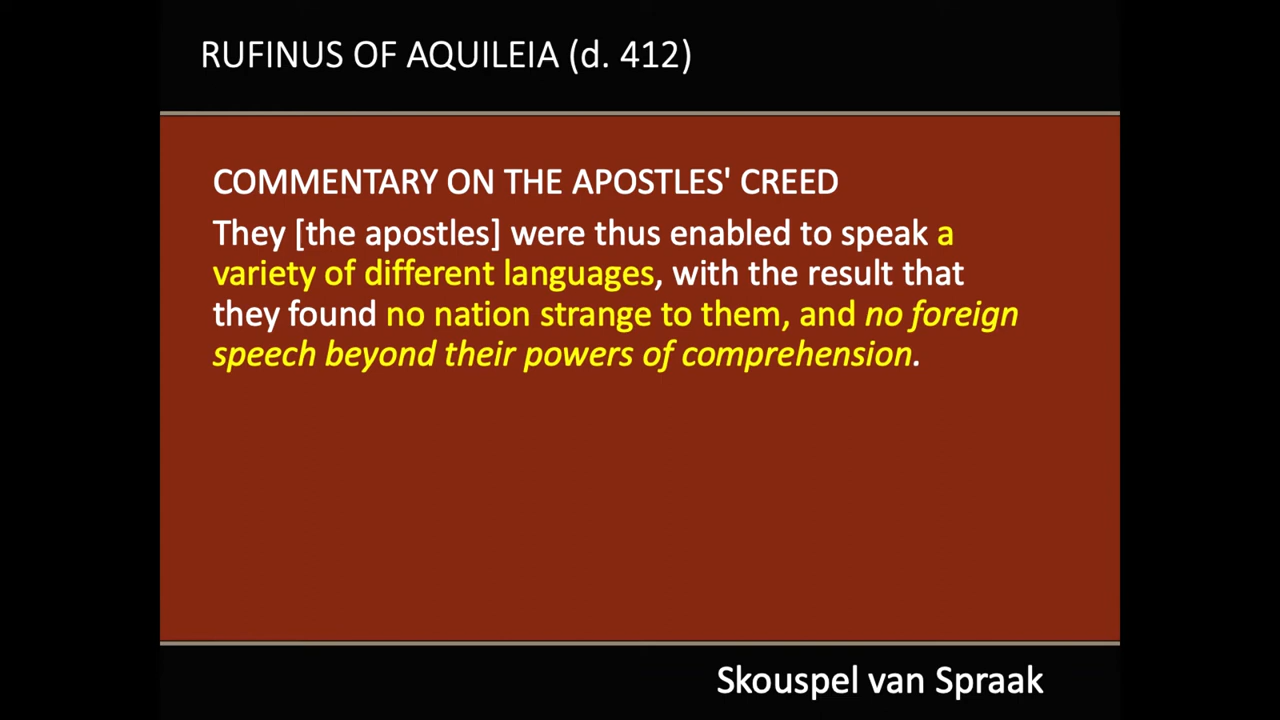 RUFINUS OF AQUILEIA (d. 412)
COMMENTARY ON THE APOSTLES' CREED
They [the apostles] were thus enabled to speak a
variety of different languages, with the result that
they found no nation strange to them, and no foreign
speech beyond their powers of comprehension.
Skouspel van Spraak